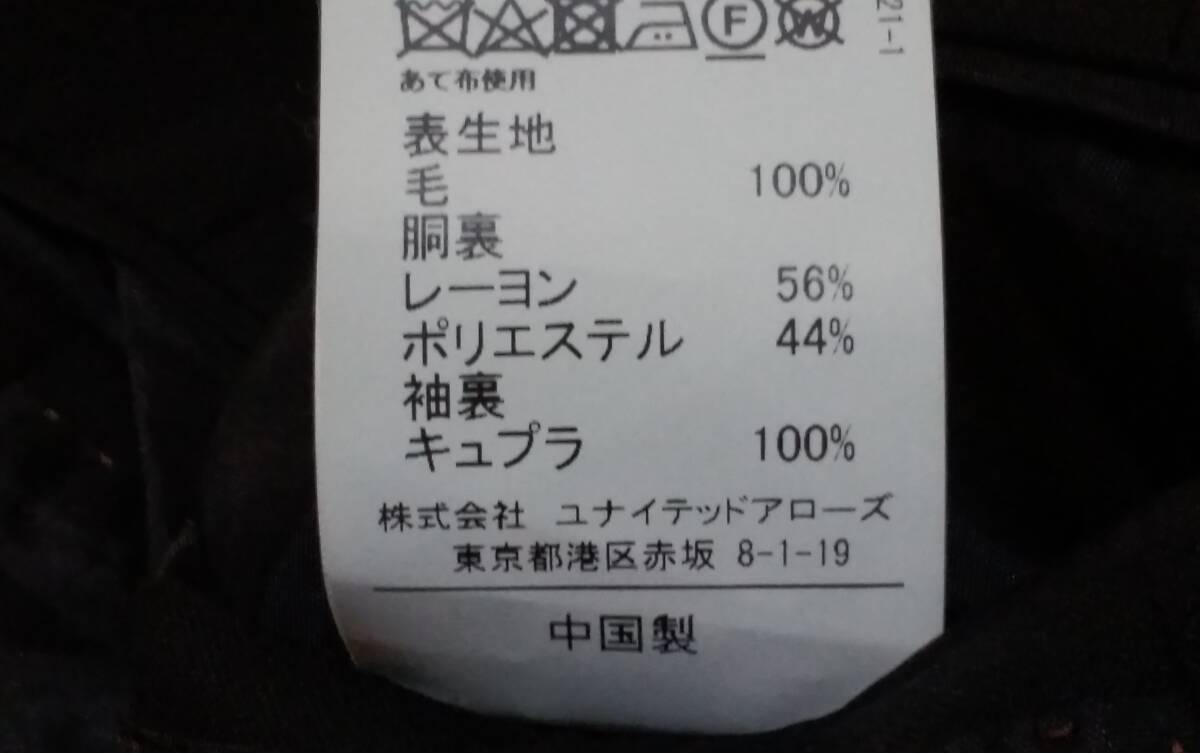 21-1
F
W
あて布使用
表生地
毛 100%
胴裏
レーヨン 56%
ポリエステル 44%
袖裏
キュプラ 100%
株式会社 ユナイテッドアローズ
東京都港区赤坂 8-1-19
中国製